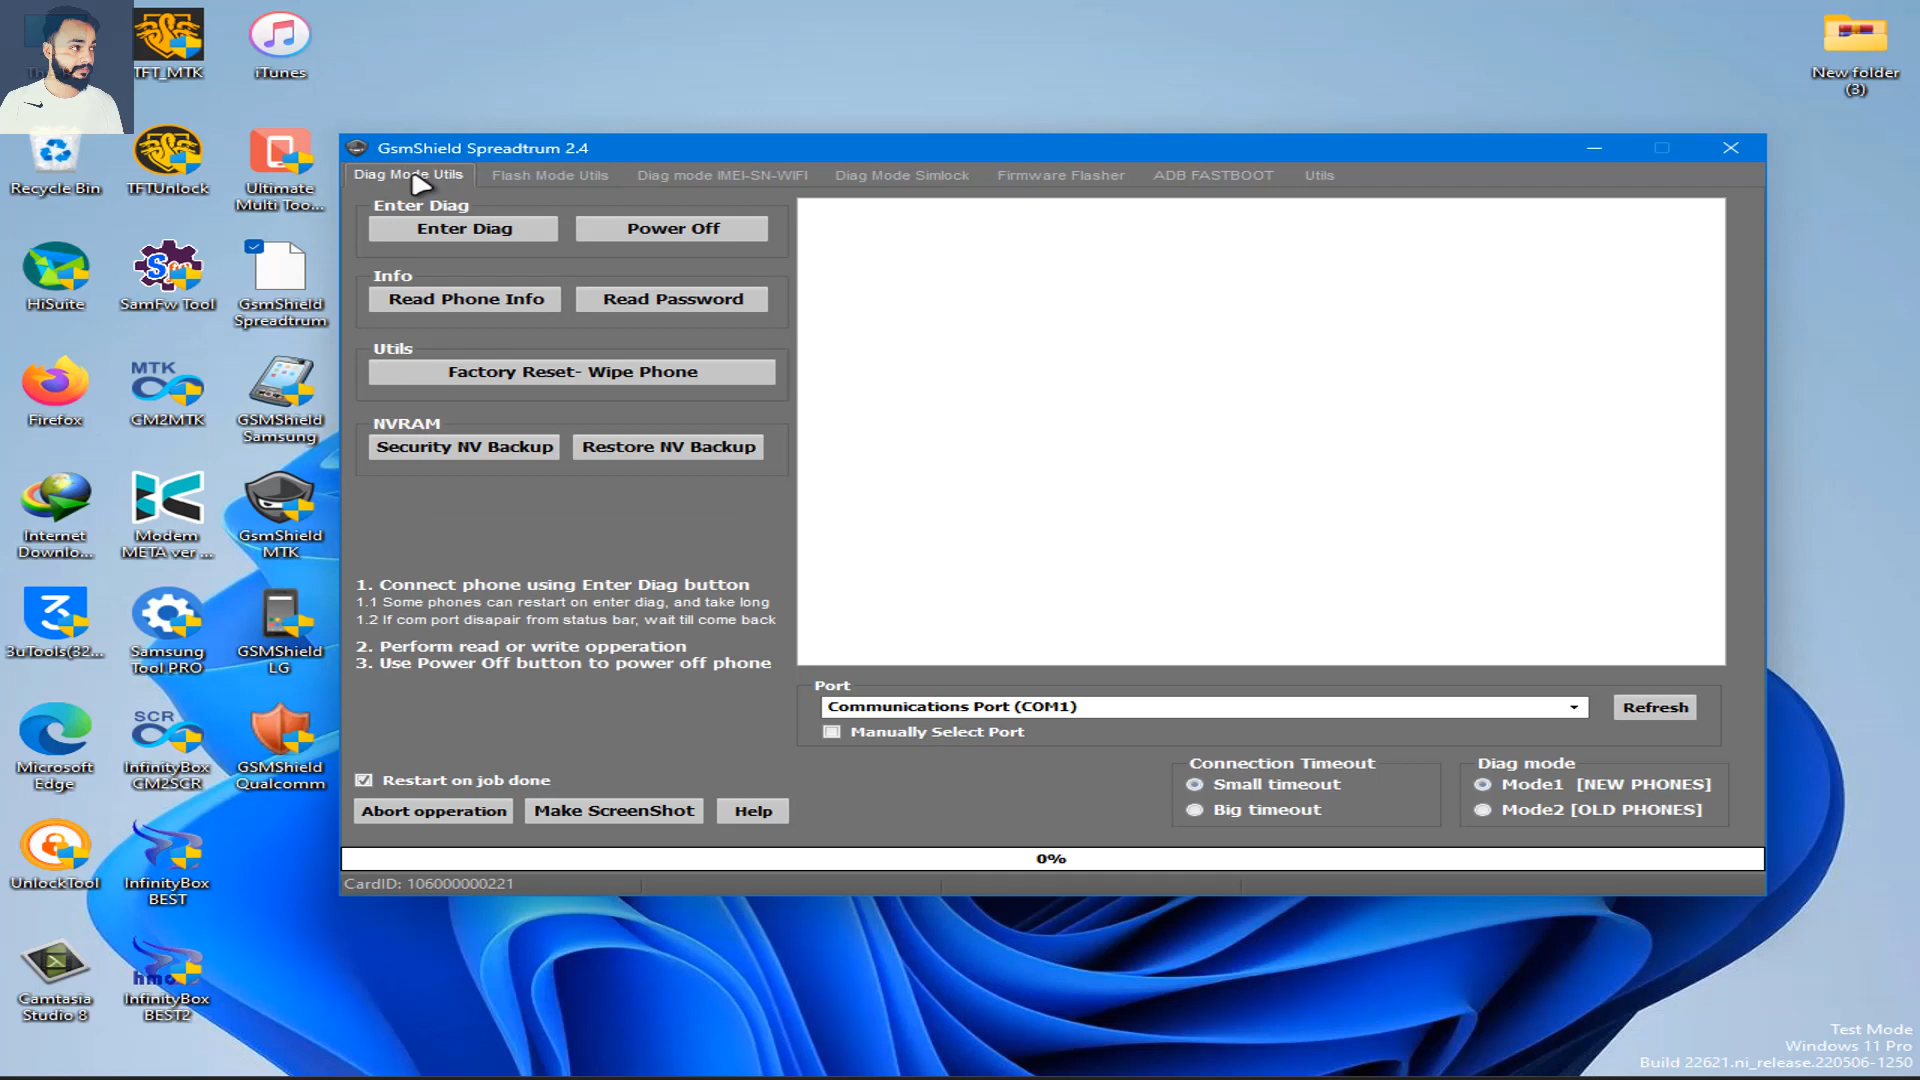 TFT_MTK
iTunes
New folder
(3)
Recycle Bin
TFTUnlock
Ultimate
Multi Too...
HiSuite
SamFw Tool
GsmShield
Spreadtrum
Firefox
MTK
CM2MTK
GSMShield
Samsung
Internet
Downlo...
Modem
META ver ...
GsmShield
MTK
3uTools(32...
Samsung
Tool PRO
GSMShield
LG
Microsoft
Edge
SCR
InfinityBox
CM2SCR
GSMShield
Qualcomm
UnlockTool
InfinityBox
BEST
Camtasia
Studio 8
InfinityBox
BEST2
GsmShield Spreadtrum 2.4
Diag Mode Utils
Flash Mode Utils
Diag mode IMEI-SN-WIFI
Diag Mode Simlock
Firmware Flasher
ADB FASTBOOT
Utils
Enter Diag
Enter Diag
Power Off
Info
Read Phone Info
Read Password
Utils
Factory Reset- Wipe Phone
NVRAM
Security NV Backup
Restore NV Backup
1. Connect phone using Enter Diag button
1.1 Some phones can restart on enter diag, and take long
1.2 If com port disapair from status bar, wait till come back
2. Perform read or write opperation
3. Use Power Off button to power off phone
Port
Communications Port (COM1)
Refresh
Manually Select Port
Restart on job done
Abort opperation
Make ScreenShot
Help
Connection Timeout
Small timeout
Big timeout
Diag mode
Mode1 [NEW PHONES]
Mode2 [OLD PHONES]
0%
CardID: 106000000221
Test Mode
Windows 11 Pro
Build 22621.ni_release.220506-1250